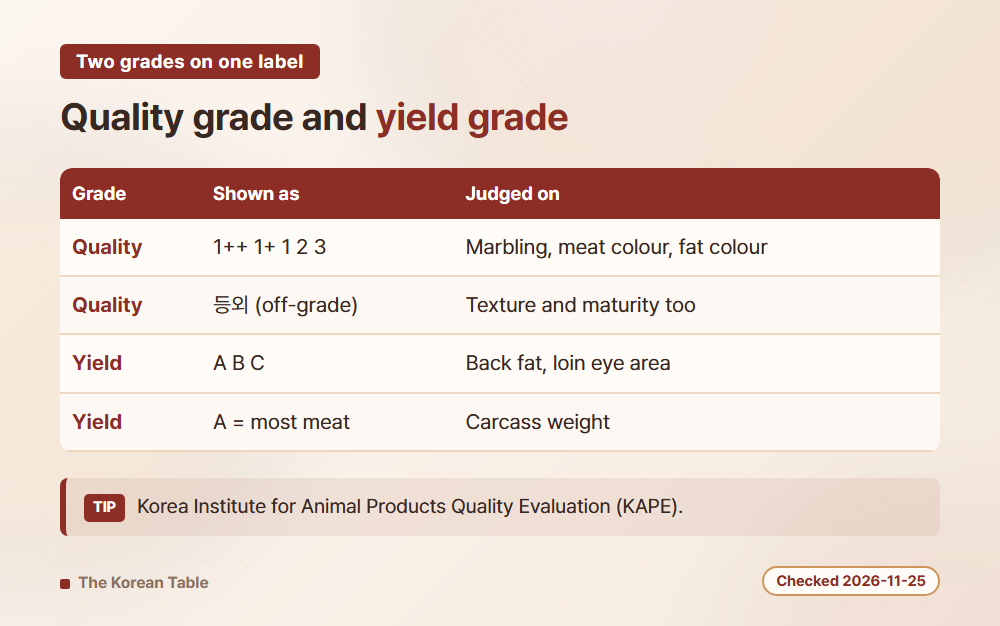 Two grades on one label
Quality grade and yield grade
Grade Shown as Judged on
Quality 1++ 1+ 1 2 3 Marbling, meat colour, fat colour
Quality 등외 (off-grade) Texture and maturity too
Yield A B C Back fat, loin eye area
Yield A = most meat Carcass weight
TIP Korea Institute for Animal Products Quality Evaluation (KAPE).
The Korean Table Checked 2026-11-25